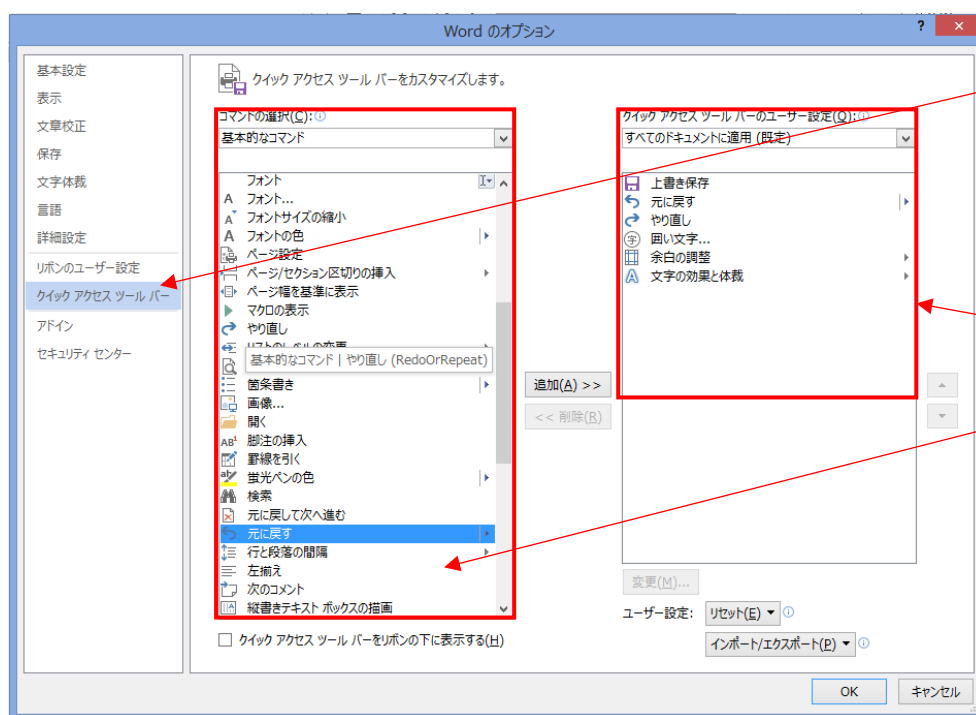 Word のオプション
?
×
基本設定
表示
文章校正
保存
文字体裁
言語
詳細設定
リボンのユーザー設定
クイック アクセス ツール バー
アドイン
セキュリティ センター
クイック アクセス ツール バーをカスタマイズします。
コマンドの選択(C):
基本的なコマンド
フォント
フォント...
フォントサイズの縮小
フォントの色
ページ設定
ページ/セクション区切りの挿入
ページ幅を基準に表示
マクロの表示
やり直し
リストのレベルの変更
基本的なコマンド | やり直し (RedoOrRepeat)
箇条書き
画像...
開く
脚注の挿入
罫線を引く
蛍光ペンの色
検索
元に戻して次へ進む
元に戻す
行と段落の間隔
左揃え
次のコメント
縦書きテキスト ボックスの描画
クイック アクセス ツール バーをリボンの下に表示する(H)
追加(A) >>
<< 削除(R)
クイック アクセス ツール バーのユーザー設定(Q):
すべてのドキュメントに適用 (既定)
上書き保存
元に戻す
やり直し
囲い文字...
余白の調整
文字の効果と体裁
変更(M)...
ユーザー設定: リセット(E)
インポート/エクスポート(P)
OK
キャンセル